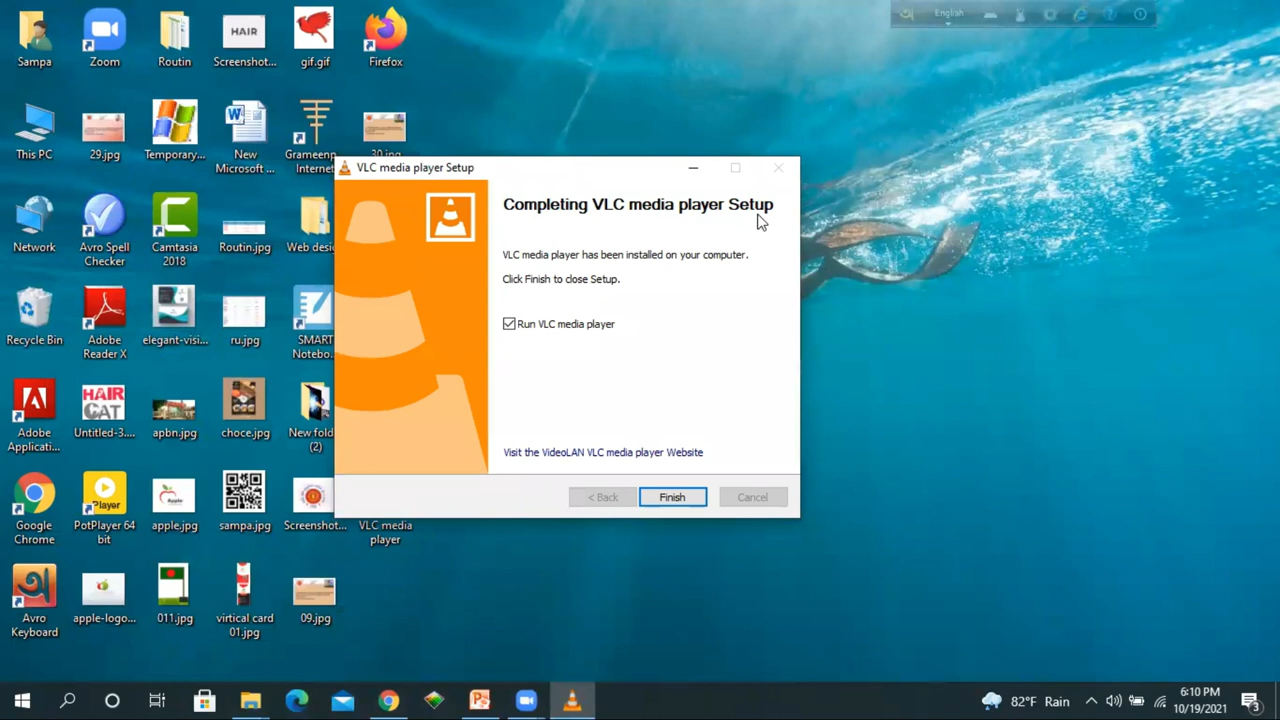 English
Sampa
Zoom
Routin
Screenshot...
gif.gif
Firefox
HAIR
This PC
29.jpg
Temporary...
New
Microsoft ...
Grameenp
Internet
30.jpg
Network
Avro Spell
Checker
Camtasia
2018
Routin.jpg
Web desi
Recycle Bin
Adobe
Reader X
elegant-visi...
ru.jpg
SMART
Notebo.
Adobe
Applicati...
HAIR
CAT
Untitled-3....
apbn.jpg
choce.jpg
New fold
(2)
Google
Chrome
Player
PotPlayer 64
bit
Apple
apple.jpg
sampa.jpg
Screenshot...
VLC media
player
অ
Avro
Keyboard
apple-logo...
011.jpg
virtical card
01.jpg
09.jpg
VLC media player Setup
Completing VLC media player Setup
VLC media player has been installed on your computer.
Click Finish to close Setup.
Run VLC media player
Visit the VideoLAN VLC media player Website
< Back
Finish
Cancel
82°F Rain
6:10 PM
10/19/2021
3